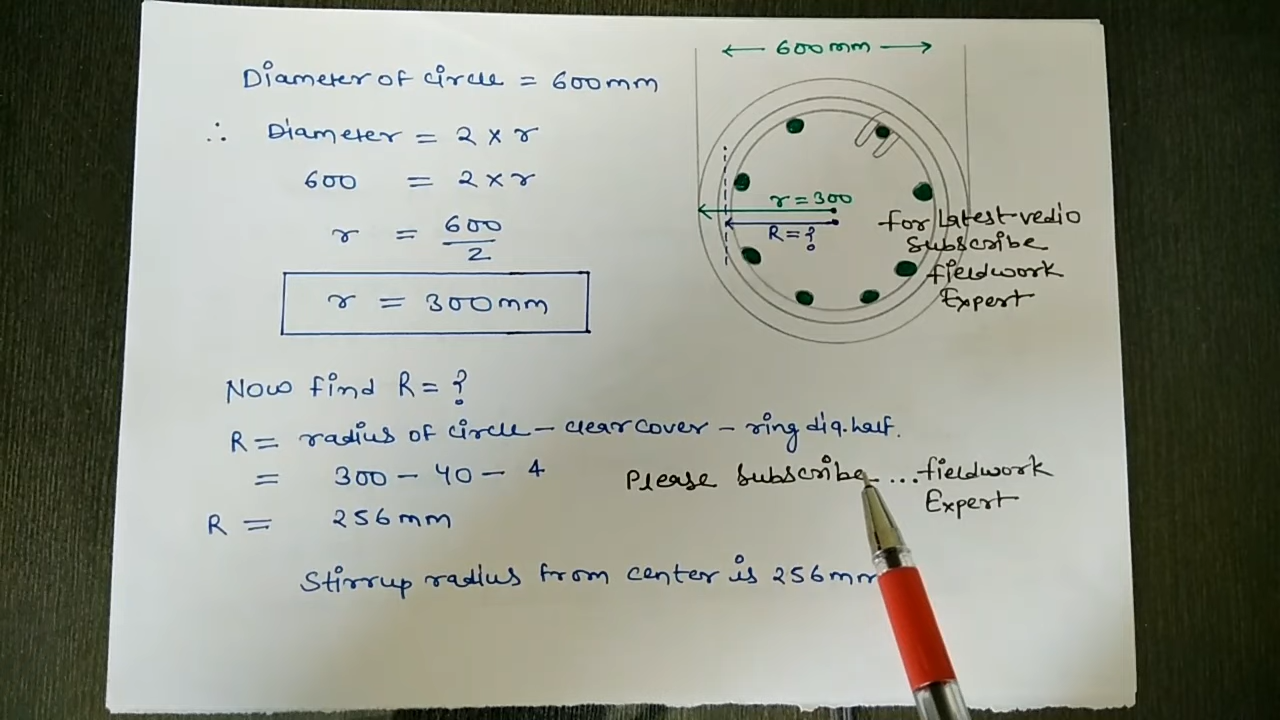 Diameter of circle = 600mm
∴ Diameter = 2 × r
600 = 2 × r
r = 600/2
r = 300mm
Now find R = ?
R = radius of circle – clear cover – ring dia. half.
= 300 – 40 – 4
R = 256mm
Stirrup radius from center is 256mm
600mm
r = 300
R = ?
for Latest-vedio
Subscribe
fieldwork
Expert
Please Subscribe....fieldwork
Expert